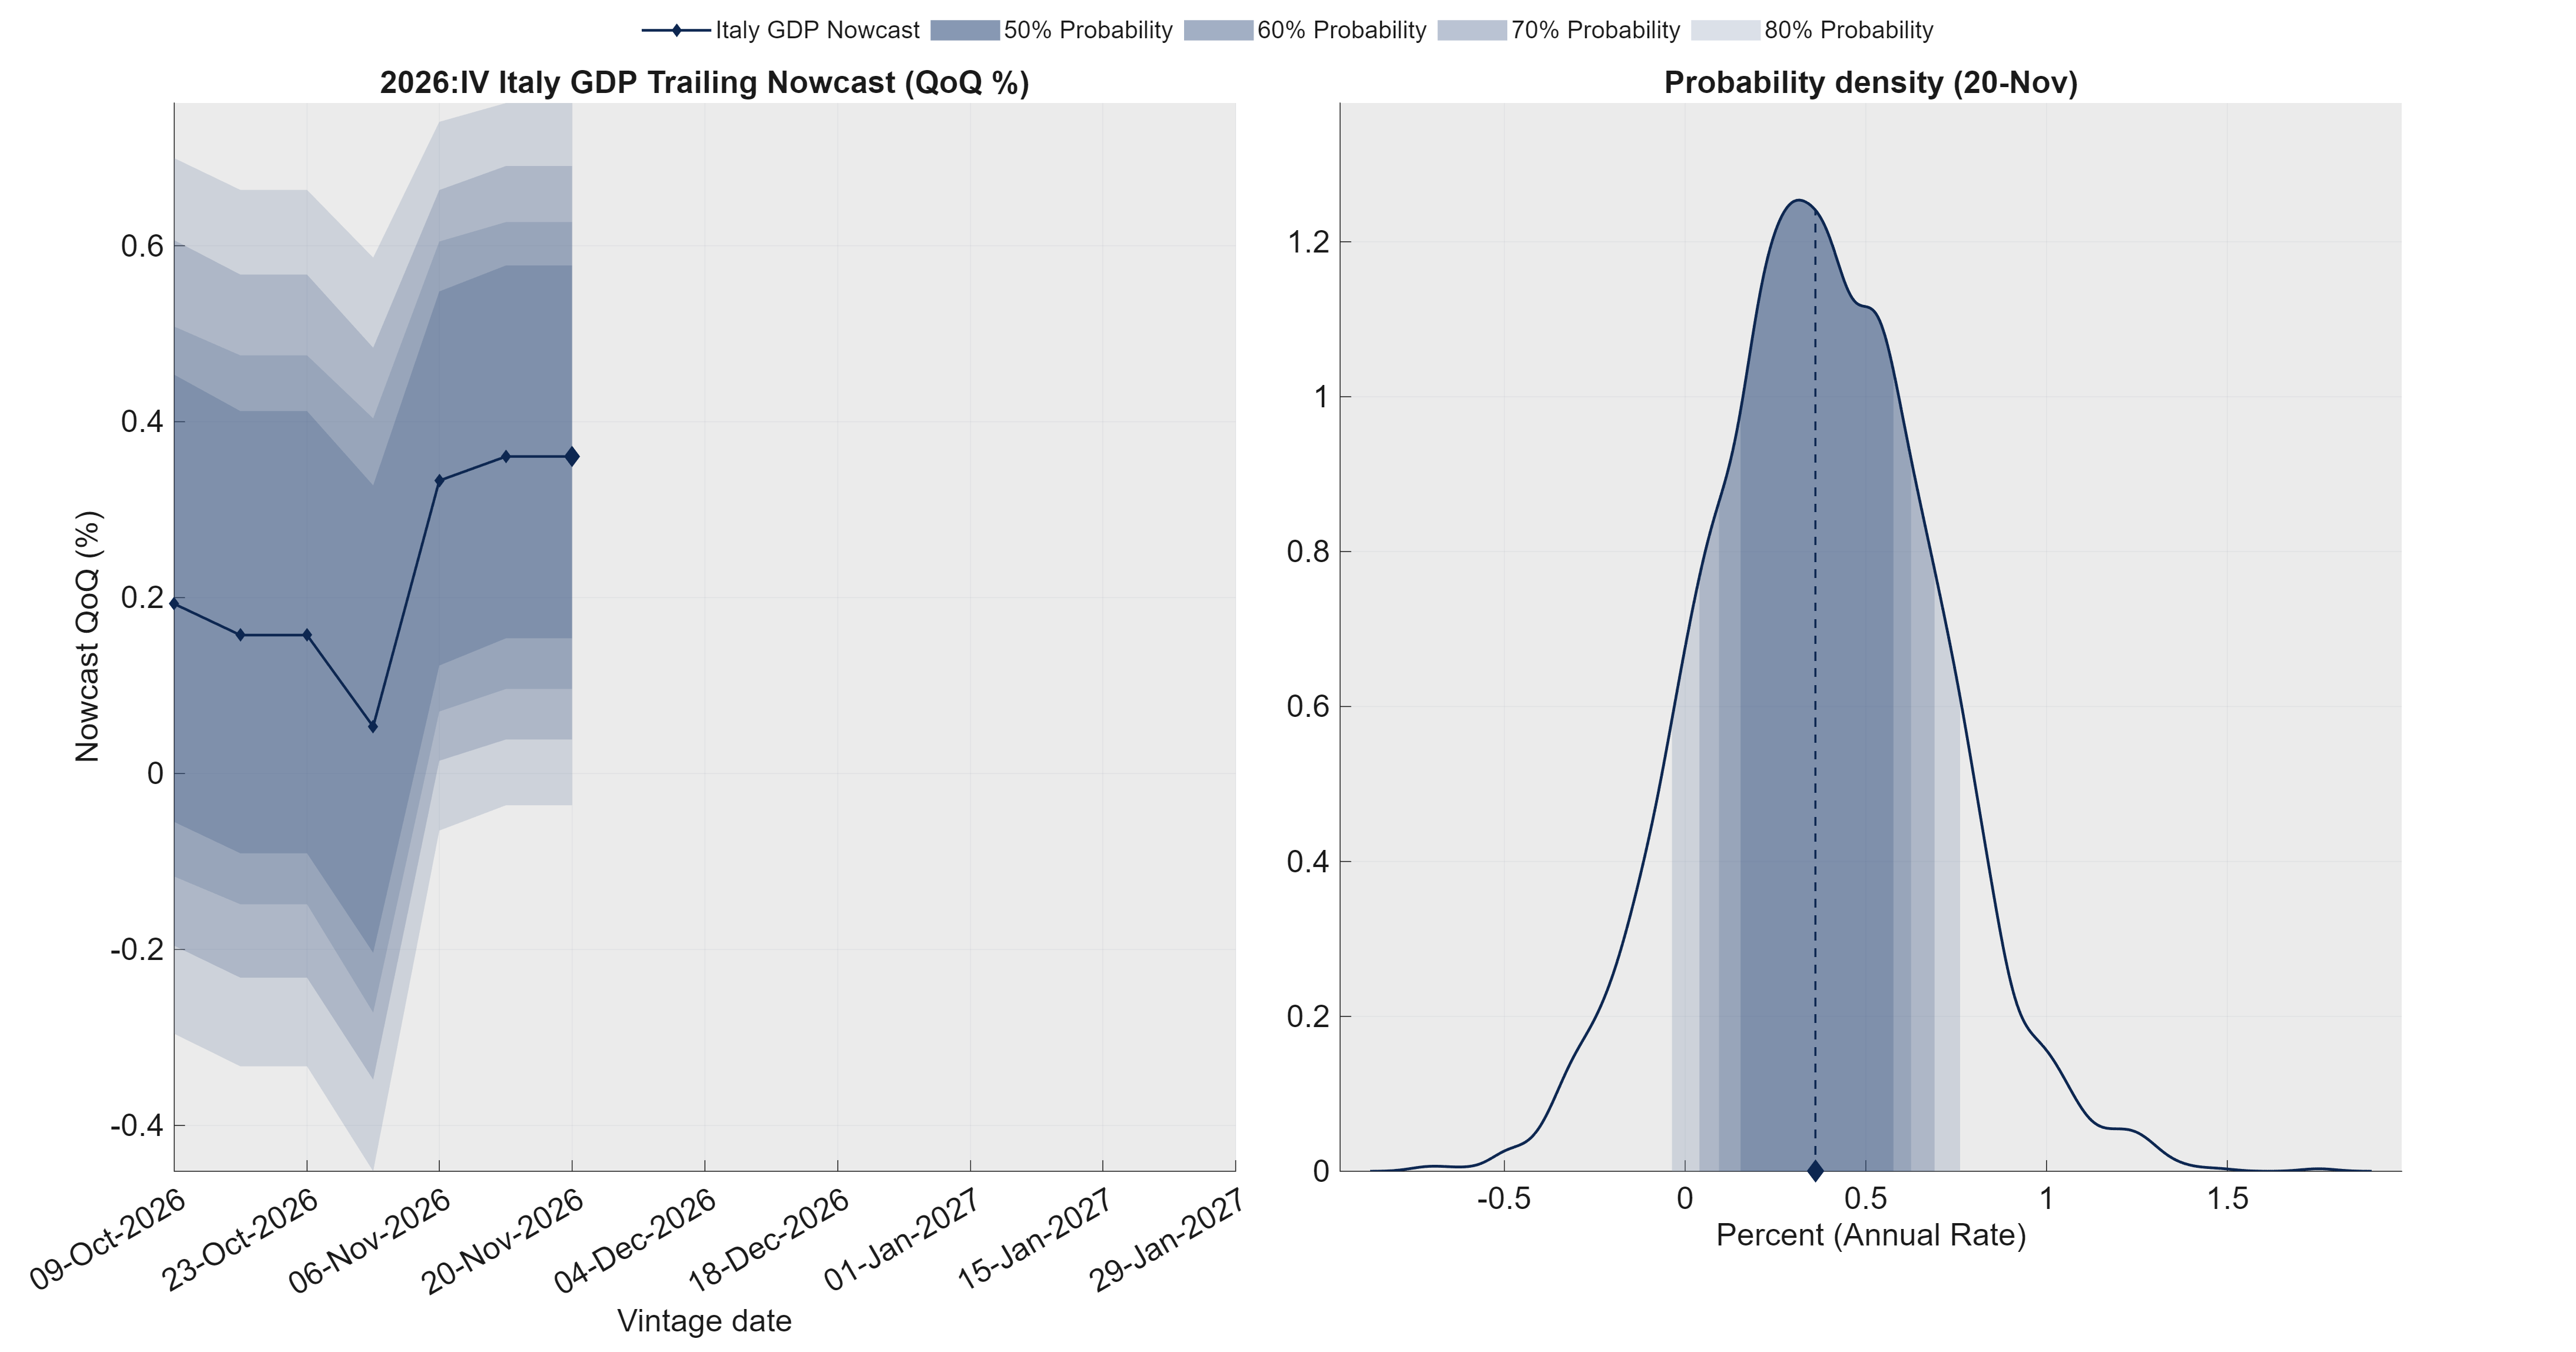 Italy GDP Nowcast 50% Probability 60% Probability 70% Probability 80% Probability
2026:IV Italy GDP Trailing Nowcast (QoQ %)
Nowcast QoQ (%)
0.6
0.4
0.2
0
-0.2
-0.4
09-Oct-2026
23-Oct-2026
06-Nov-2026
20-Nov-2026
04-Dec-2026
18-Dec-2026
01-Jan-2027
15-Jan-2027
29-Jan-2027
Vintage date
Probability density (20-Nov)
1.2
1
0.8
0.6
0.4
0.2
0
-0.5 0 0.5 1 1.5
Percent (Annual Rate)